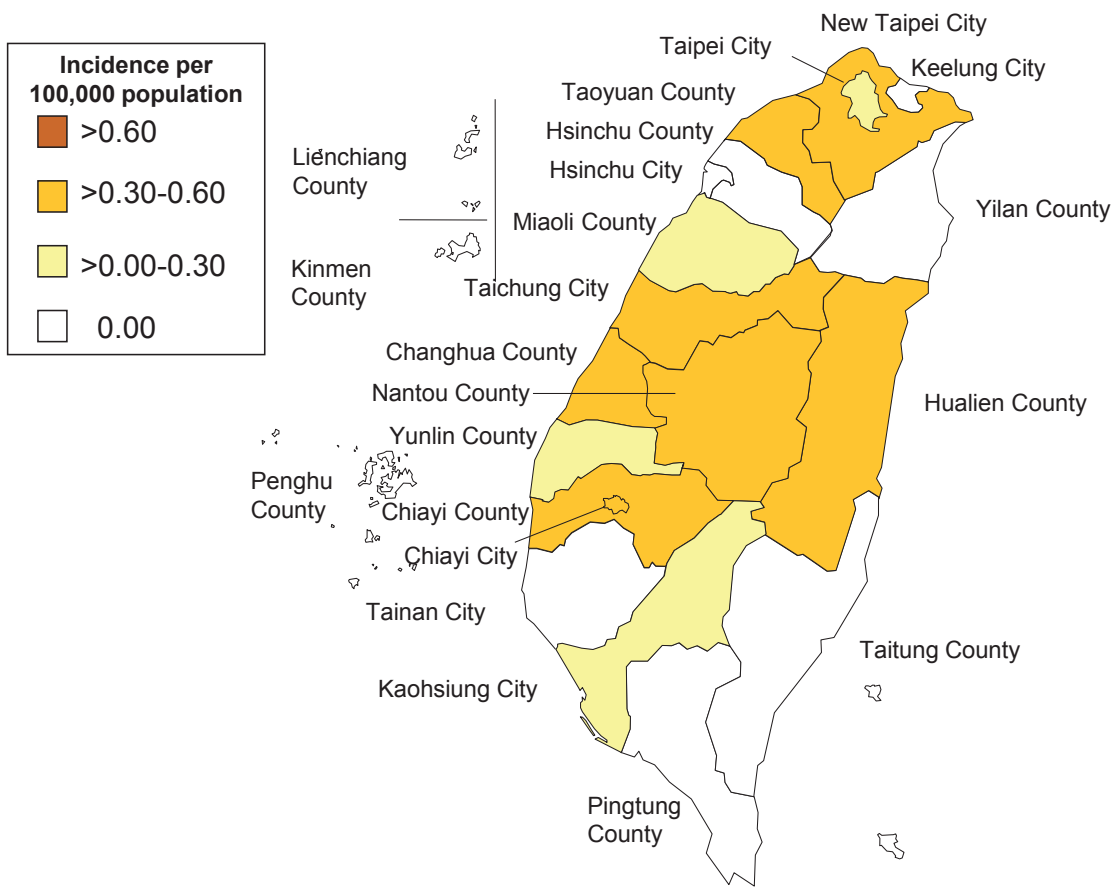 Incidence per
100,000 population
>0.60
>0.30-0.60
>0.00-0.30
0.00
New Taipei City
Taipei City
Keelung City
Taoyuan County
Hsinchu County
Hsinchu City
Lienchiang
County
Yilan County
Miaoli County
Kinmen
County
Taichung City
Changhua County
Nantou County
Hualien County
Yunlin County
Penghu
County
Chiayi County
Chiayi City
Tainan City
Taitung County
Kaohsiung City
Pingtung
County